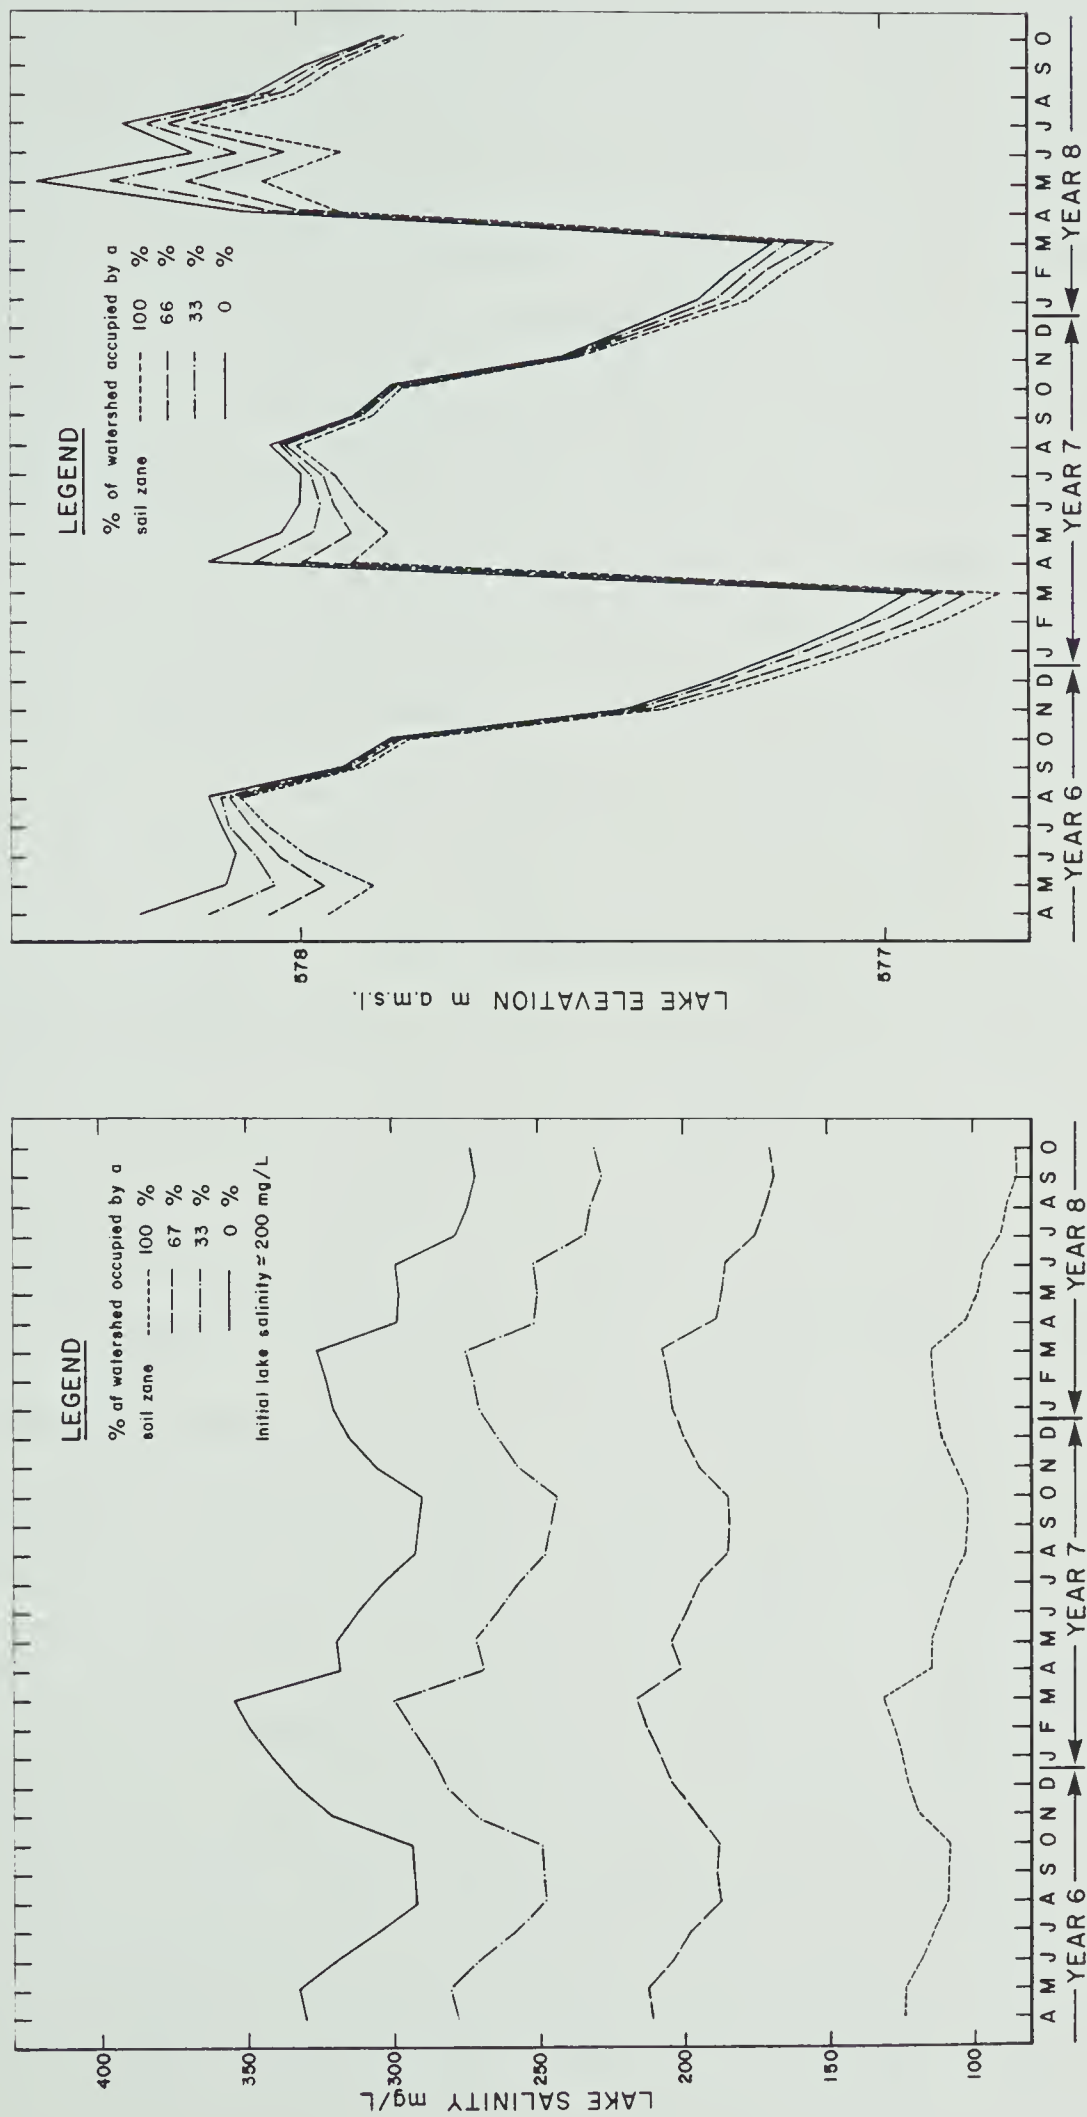 LEGEND
% of watershed occupied by a
soil zone ------ 100 %
67 %
33 %
0 %
Initial lake salinity = 200 mg/L
LAKE SALINITY mg/L
400
350
300
250
200
150
100
A M J J A S O N D J F M A M J J A S O N D J F M A M J J A S O
YEAR 6 YEAR 7 YEAR 8
LEGEND
% of watershed occupied by a
soil zone ------ 100 %
66 %
33 %
0 %
LAKE ELEVATION m a.m.s.l.
578
577
A M J J A S O N D J F M A M J J A S O N D J F M A M J J A S O
YEAR 6 YEAR 7 YEAR 8